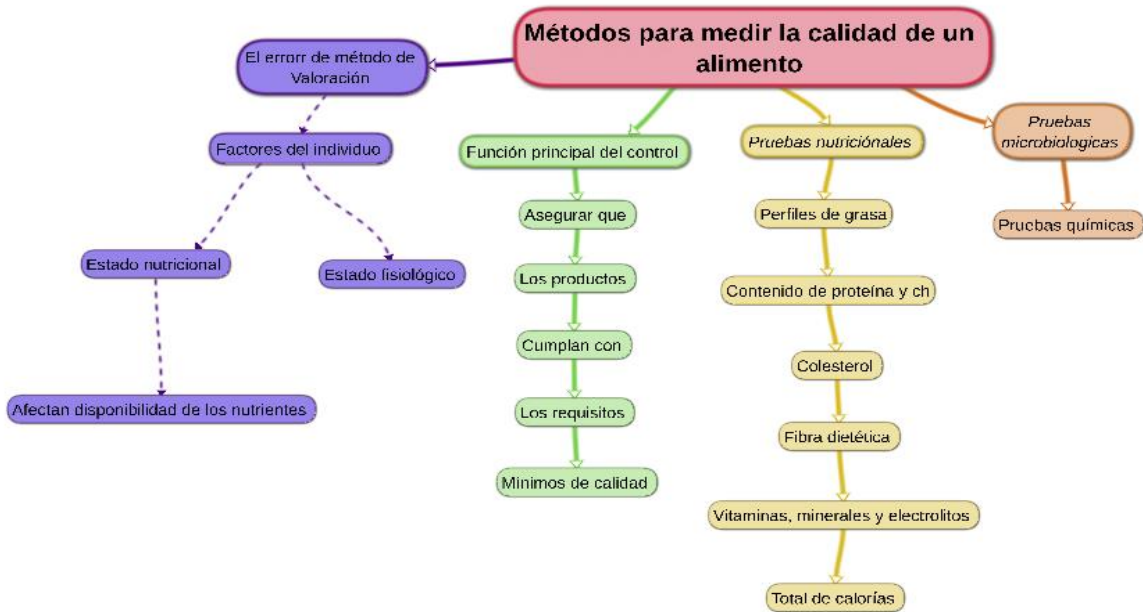 Métodos para medir la calidad de un
alimento
El errorr de método de
Valoración
Factores del individuo
Estado nutricional
Estado fisiológico
Afectan disponibilidad de los nutrientes
Función principal del control
Asegurar que
Los productos
Cumplan con
Los requisitos
Minimos de calidad
Pruebas nutriciónales
Perfiles de grasa
Contenido de proteína y ch
Colesterol
Fibra dietética
Vitaminas, minerales y electrolitos
Total de calorías
Pruebas
microbiologicas
Pruebas químicas